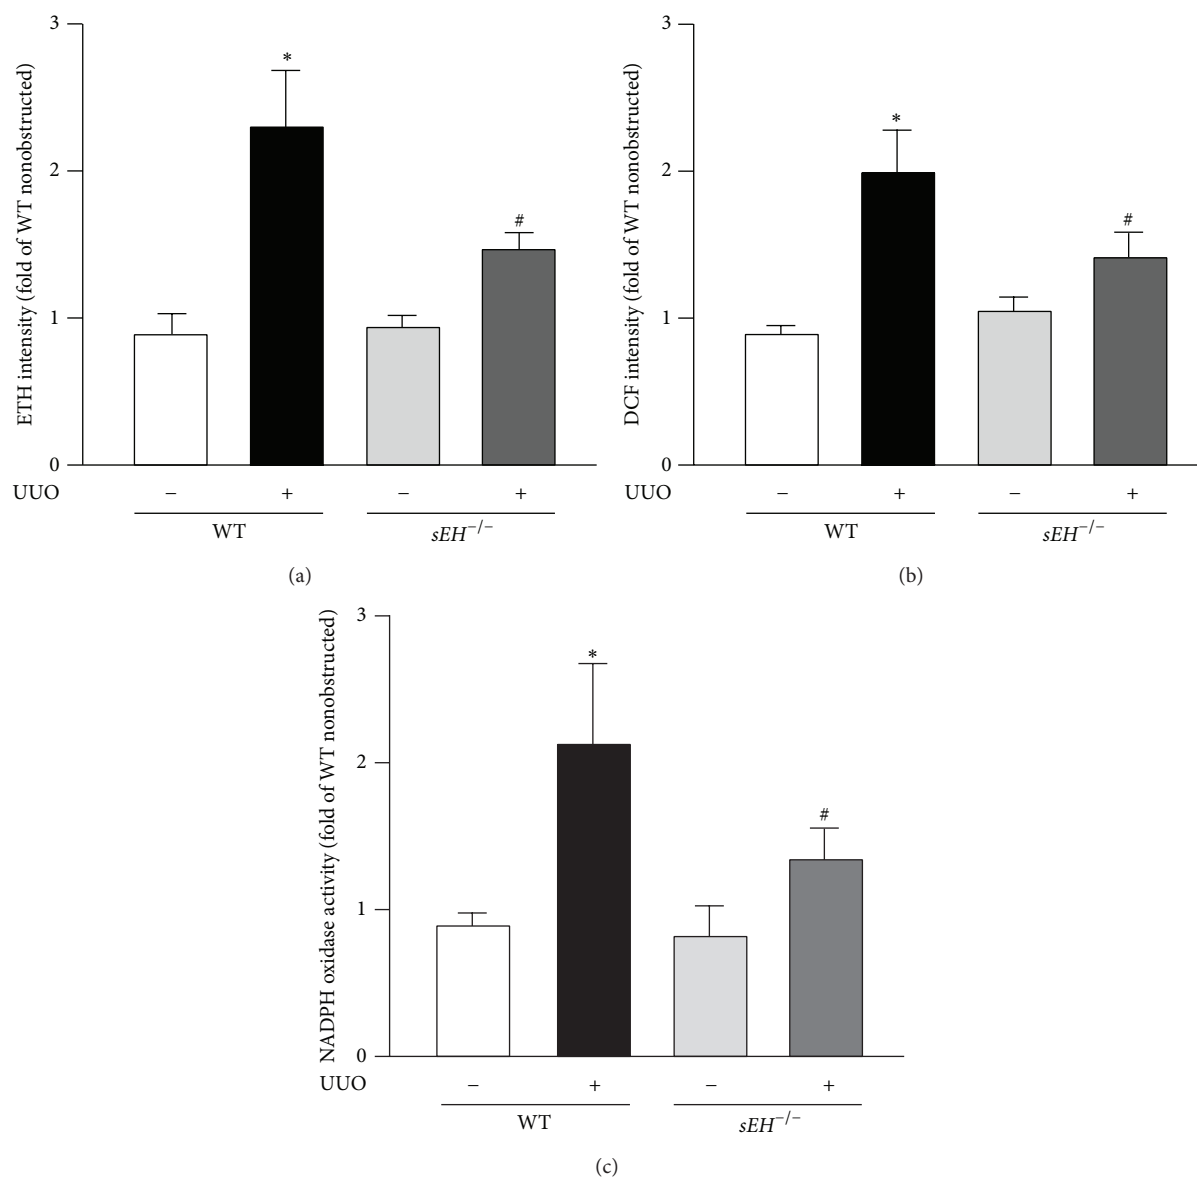 ETH intensity (fold of WT nonobstructed)
3
2
1
0
*
#
UUO − + − +
WT sEH−/−
(a)
DCF intensity (fold of WT nonobstructed)
3
2
1
0
*
#
UUO − + − +
WT sEH−/−
(b)
NADPH oxidase activity (fold of WT nonobstructed)
3
2
1
0
*
#
UUO − + − +
WT sEH−/−
(c)